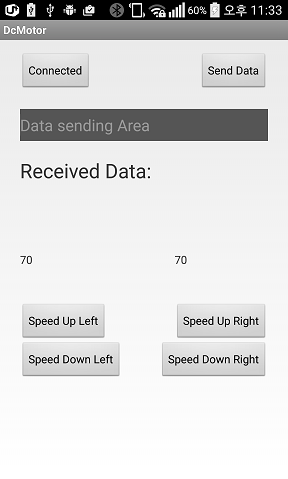 60% 오후 11:33
DcMotor
Connected Send Data
Data sending Area
Received Data:
70 70
Speed Up Left Speed Up Right
Speed Down Left Speed Down Right